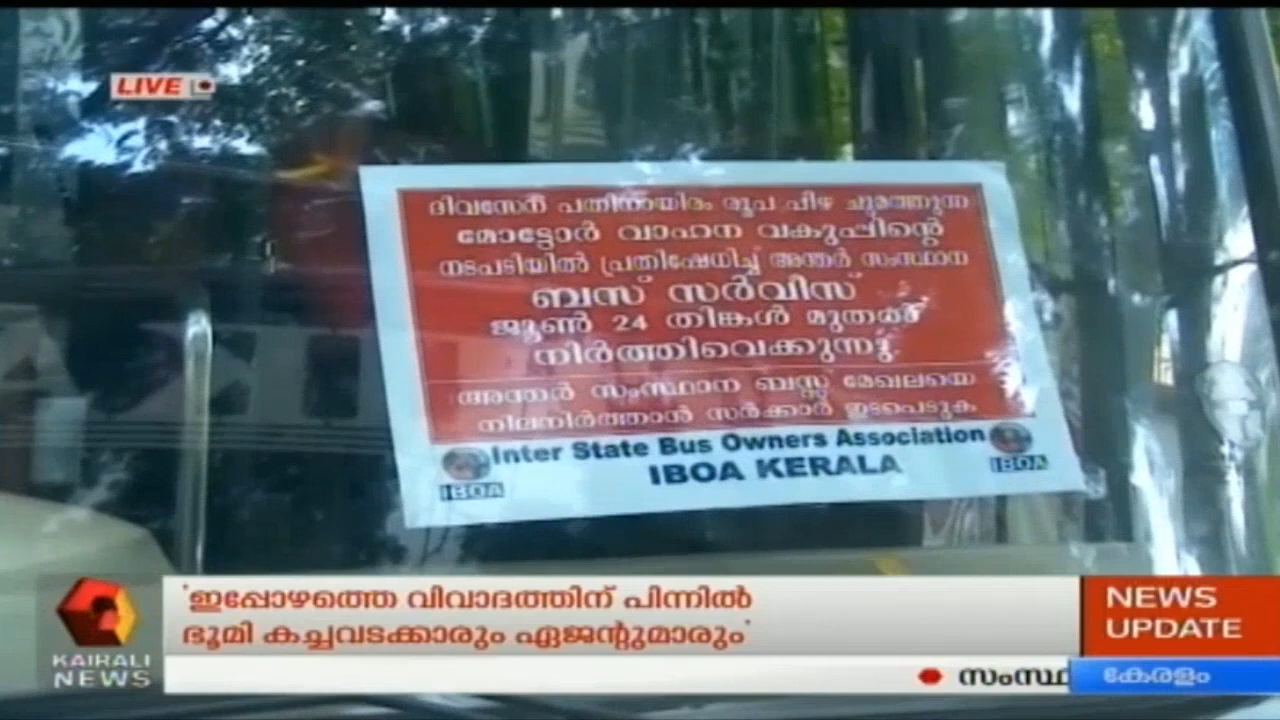 LIVE
ദിവസേന പതിനായിരം രൂപ പിഴ ചുമത്തുന്ന
മോട്ടോർ വാഹന വകുപ്പിന്റെ
നടപടിയിൽ പ്രതിഷേധിച്ച് അന്തർ സംസ്ഥാന
ബസ് സർവീസ്
ജൂൺ 24 തിങ്കൾ മുതൽ
നിർത്തിവെക്കുന്നു.
അന്തർ സംസ്ഥാന ബസ്സ് മേഖലയെ
നിലനിർത്താൻ സർക്കാർ ഇടപെടുക
Inter State Bus Owners Association
IBOA KERALA
IBOA
IBOA
'ഇപ്പോഴത്തെ വിവാദത്തിന് പിന്നിൽ
ഭൂമി കച്ചവടക്കാരും ഏജന്റുമാരും'
NEWS
UPDATE
KAIRALI
NEWS
സംസ്ഥ
കേരളം